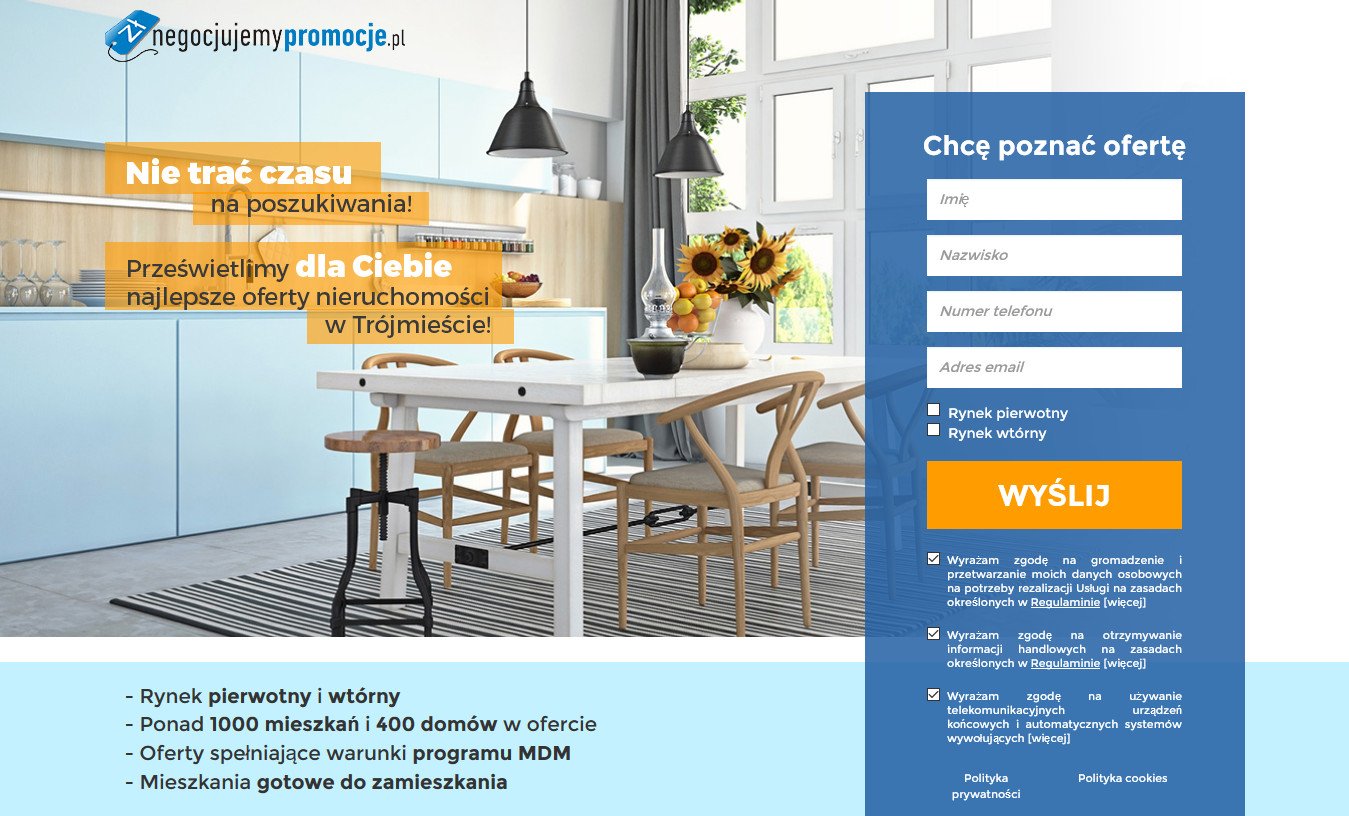 zł negocjujemypromocje.pl
Nie trać czasu
na poszukiwania!
Prześwietlimy dla Ciebie
najlepsze oferty nieruchomości
w Trójmieście!
Chcę poznać ofertę
Imię
Nazwisko
Numer telefonu
Adres email
Rynek pierwotny
Rynek wtórny
WYŚLIJ
Wyrażam zgodę na gromadzenie i
przetwarzanie moich danych osobowych
na potrzeby rezalizacji Usługi na zasadach
określonych w Regulaminie [więcej]
Wyrażam zgodę na otrzymywanie
informacji handlowych na zasadach
określonych w Regulaminie [więcej]
Wyrażam zgodę na używanie
telekomunikacyjnych urządzeń
końcowych i automatycznych systemów
wywołujących [więcej]
Polityka
prywatności
Polityka cookies
- Rynek pierwotny i wtórny
- Ponad 1000 mieszkań i 400 domów w ofercie
- Oferty spełniające warunki programu MDM
- Mieszkania gotowe do zamieszkania